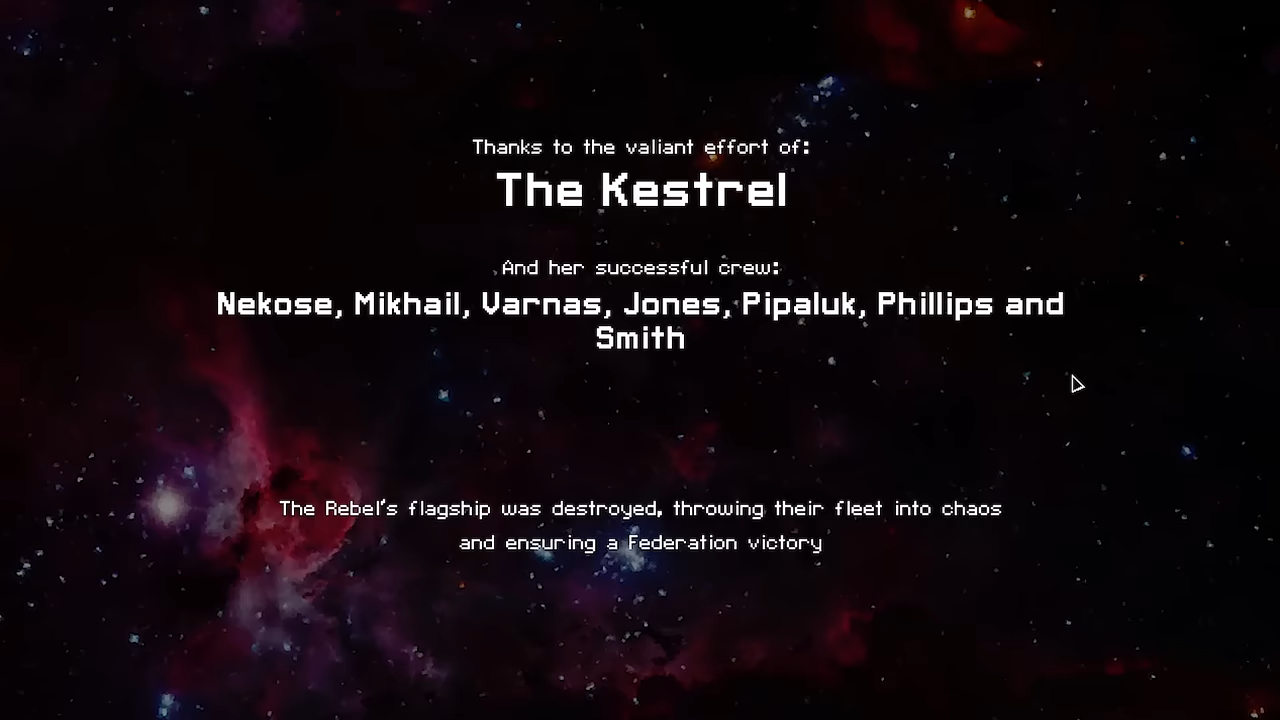 Thanks to the valiant effort of:
The Kestrel
And her successful crew:
Nekose, Mikhail, Varnas, Jones, Pipaluk, Phillips and
Smith
The Rebel's flagship was destroyed, throwing their fleet into chaos
and ensuring a Federation victory